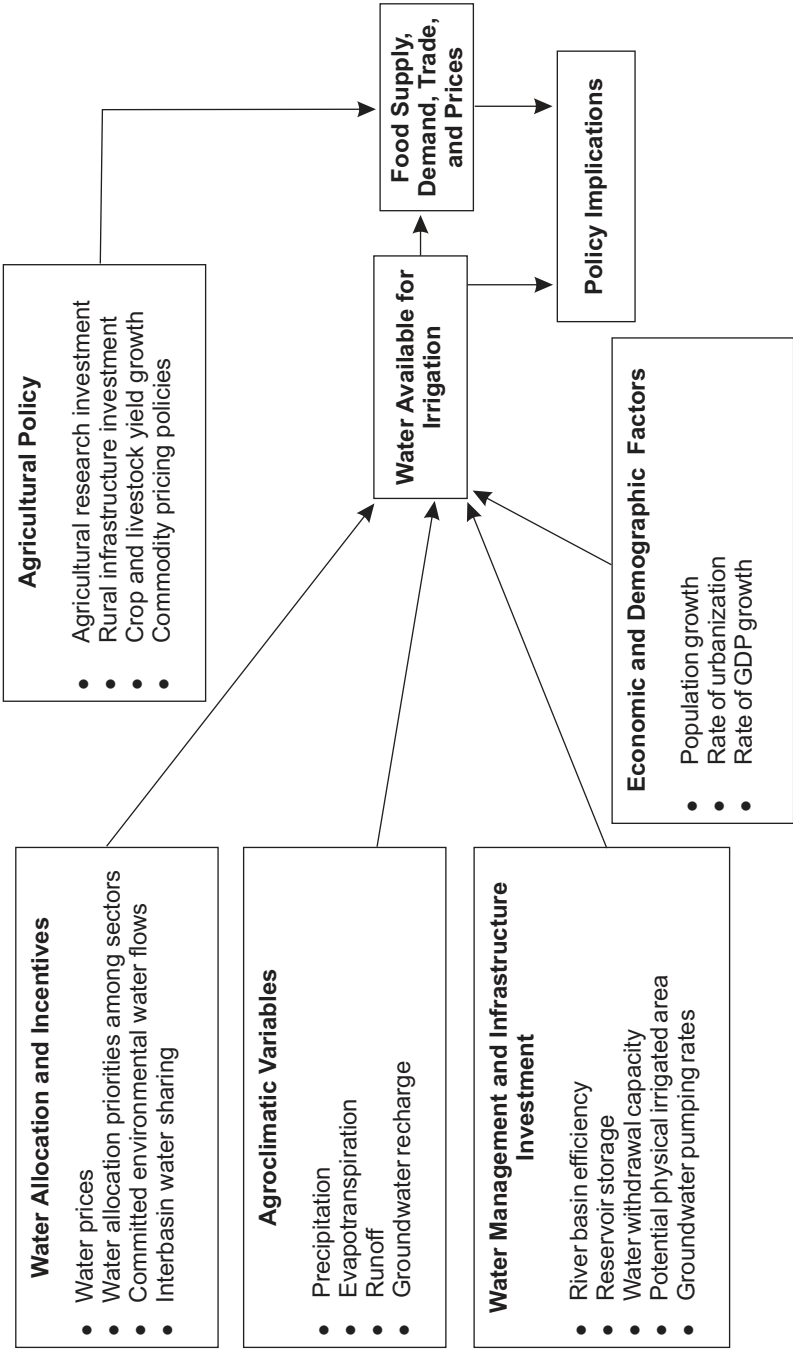 Water Allocation and Incentives
• Water prices
• Water allocation priorities among sectors
• Committed environmental water flows
• Interbasin water sharing
Agroclimatic Variables
• Precipitation
• Evapotranspiration
• Runoff
• Groundwater recharge
Water Management and Infrastructure
Investment
• River basin efficiency
• Reservoir storage
• Water withdrawal capacity
• Potential physical irrigated area
• Groundwater pumping rates
Agricultural Policy
• Agricultural research investment
• Rural infrastructure investment
• Crop and livestock yield growth
• Commodity pricing policies
Water Available for
Irrigation
Economic and Demographic Factors
• Population growth
• Rate of urbanization
• Rate of GDP growth
Food Supply,
Demand, Trade,
and Prices
Policy Implications